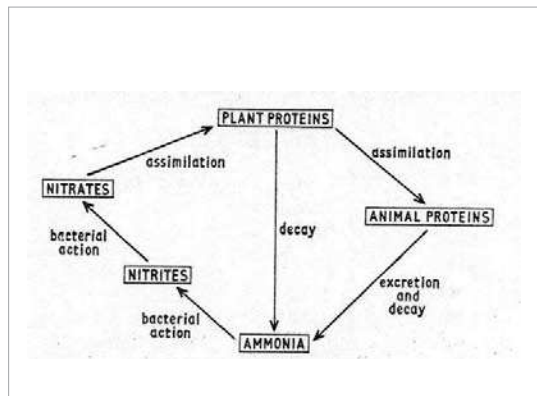 PLANT PROTEINS
assimilation
assimilation
NITRATES
ANIMAL PROTEINS
bacterial
action
decay
NITRITES
excretion
and
decay
bacterial
action
AMMONIA